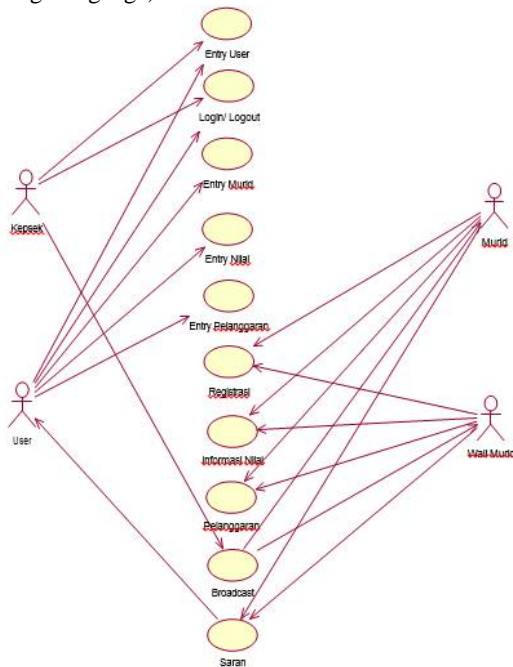 Entry User
Login/ Logout
Entry Murid
Kepsek
Murid
Entry Nilai
Entry Pelanggaran
Registrasi
User
Informasi Nilai
Wali Murid
Pelanggaran
Broadcast
Saran